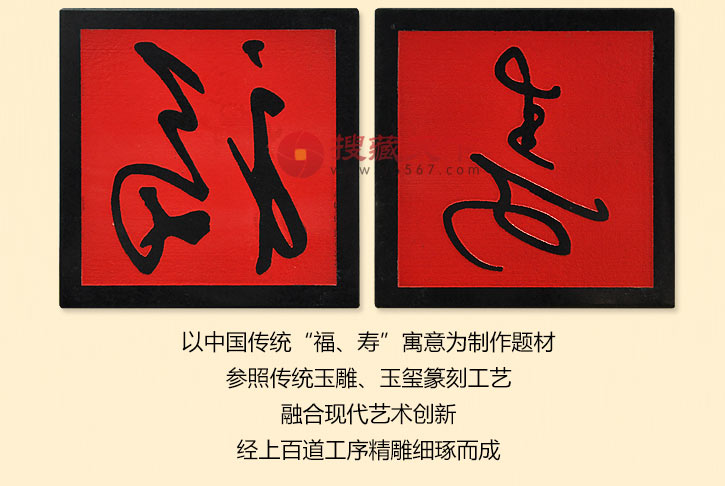 福 寿
搜藏
567.com
以中国传统“福、寿”寓意为制作题材
参照传统玉雕、玉玺篆刻工艺
融合现代艺术创新
经上百道工序精雕细琢而成